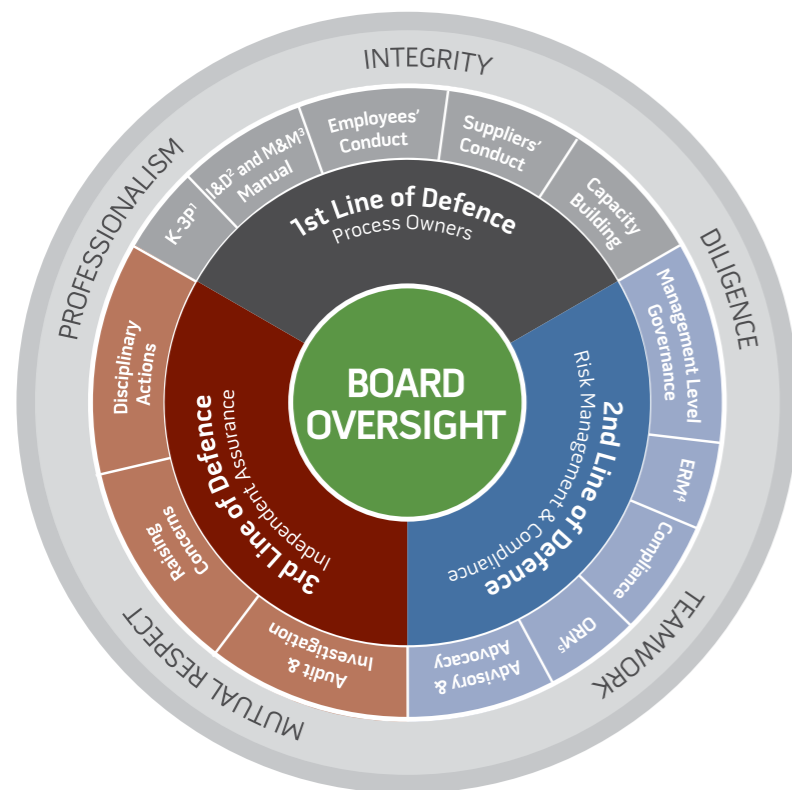 INTEGRITY
DILIGENCE
TEAMWORK
MUTUAL RESPECT
PROFESSIONALISM
K-3P¹
I&D² and M&M³
Manual
Employees’
Conduct
Suppliers’
Conduct
Capacity
Building
1st Line of Defence
Process Owners
Management Level
Governance
ERM⁴
Compliance
ORM⁵
Advisory &
Advocacy
2nd Line of Defence
Risk Management & Compliance
Audit &
Investigation
Raising
Concerns
Disciplinary
Actions
3rd Line of Defence
Independent Assurance
BOARD
OVERSIGHT